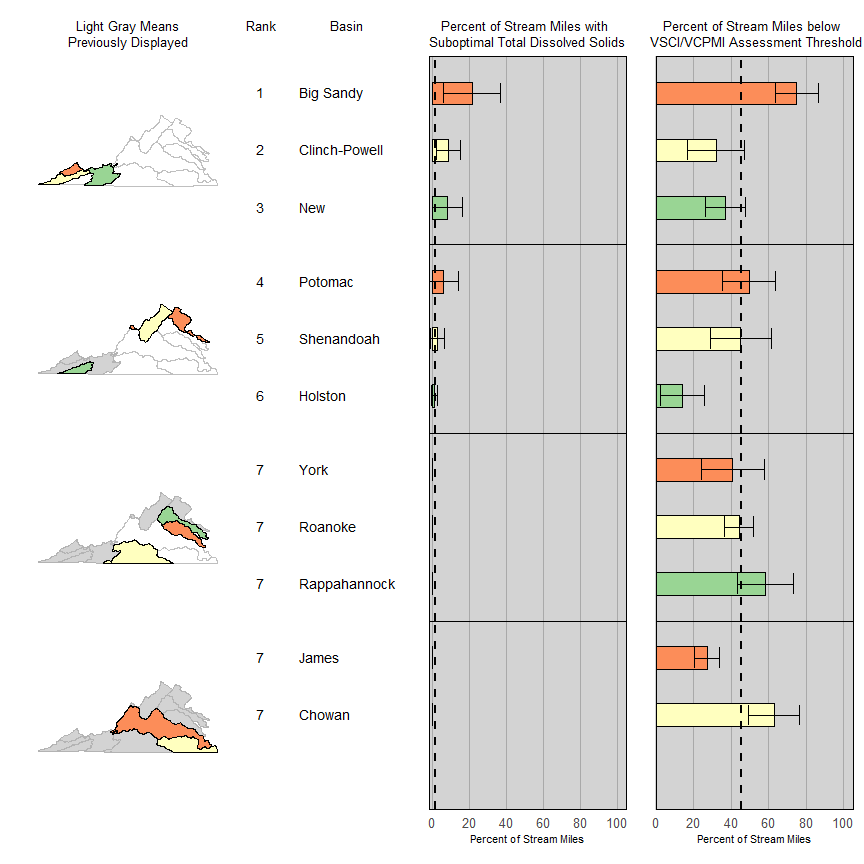 Light Gray Means
Previously Displayed
Rank
Basin
Percent of Stream Miles with
Suboptimal Total Dissolved Solids
Percent of Stream Miles below
VSCI/VCPMI Assessment Threshold
1 Big Sandy
2 Clinch-Powell
3 New
4 Potomac
5 Shenandoah
6 Holston
7 York
7 Roanoke
7 Rappahannock
7 James
7 Chowan
0 20 40 60 80 100
Percent of Stream Miles
0 20 40 60 80 100
Percent of Stream Miles